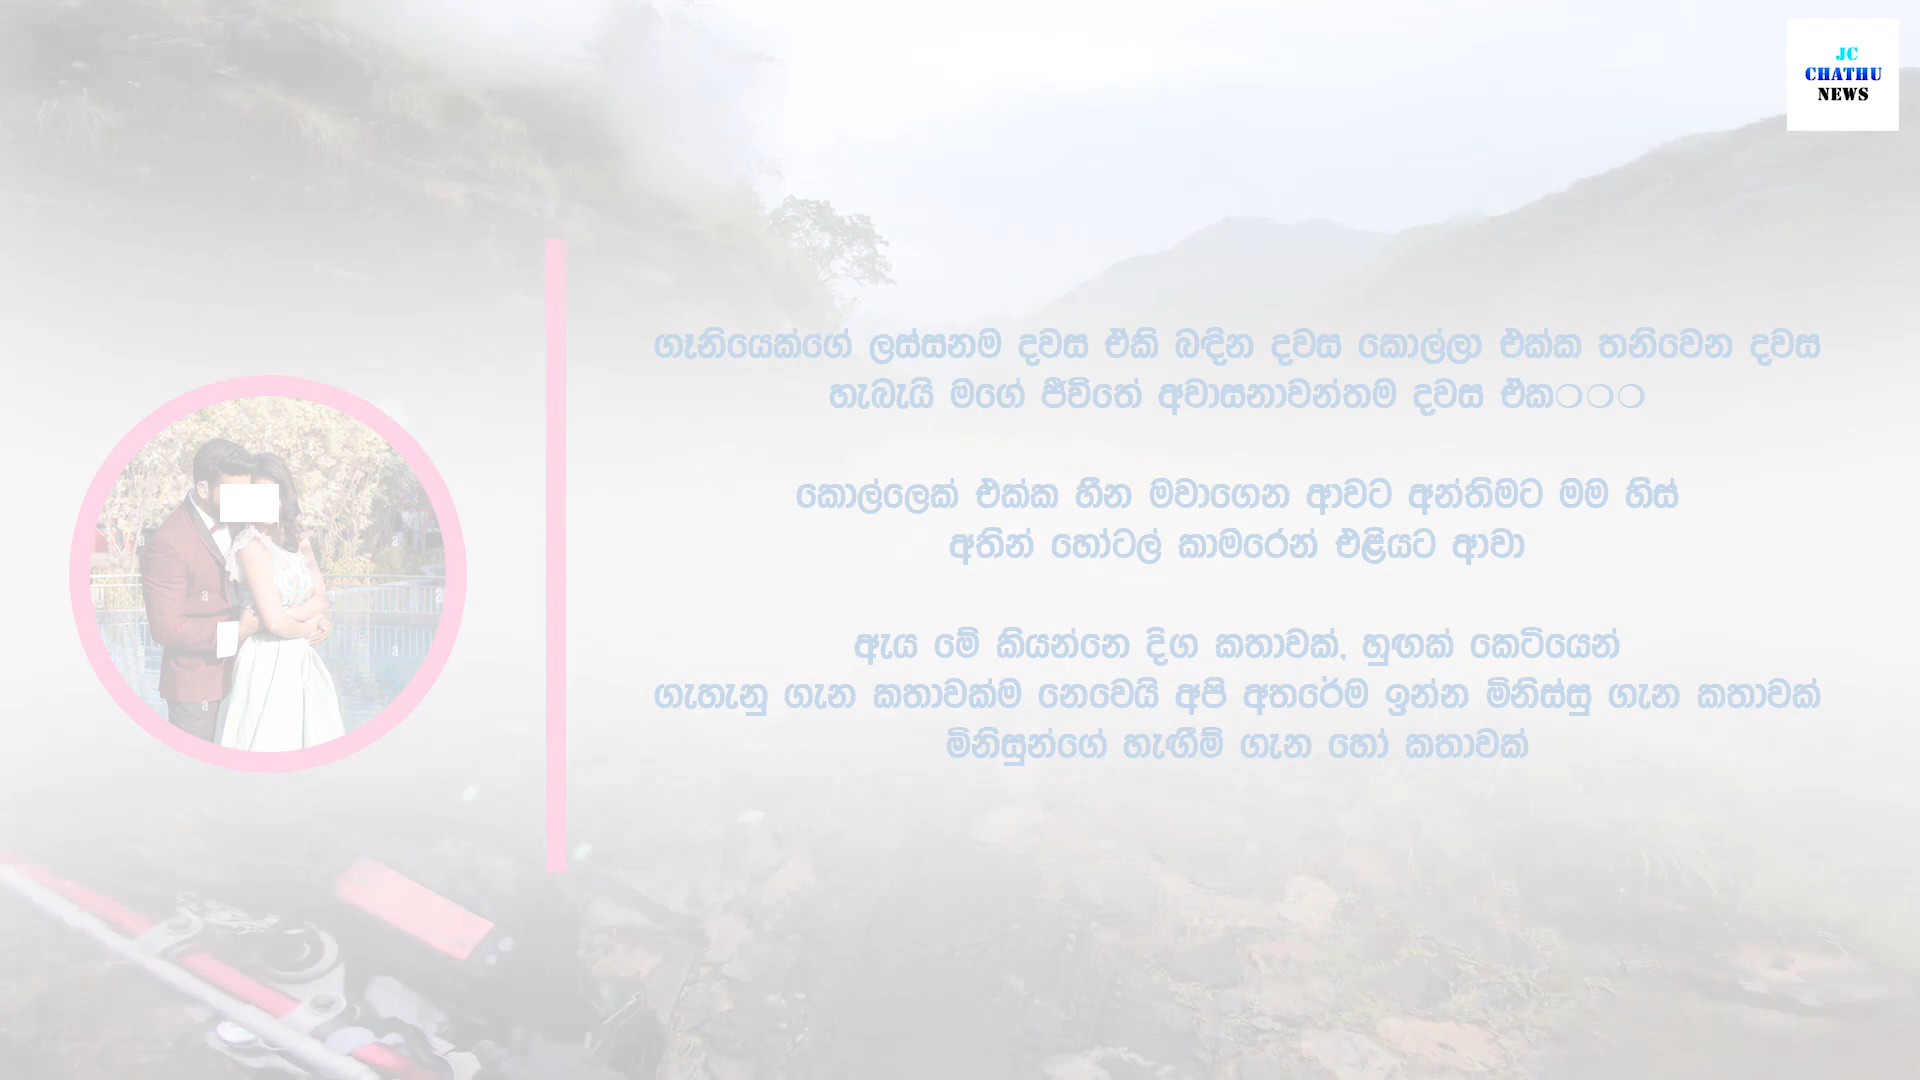 JC
CHATHU
NEWS
ගෑනියෙක්ගේ ලස්සනම දවස ඒකි බඳින දවස කොල්ලා එක්ක තනිවෙන දවස
හැබැයි මගේ ජීවිතේ අවාසනාවන්තම දවස ඒක○○○
කොල්ලෙක් එක්ක හීන මවාගෙන ආවට අන්තිමට මම හිස්
අතින් හෝටල් කාමරෙන් එළියට ආවා
ඇය මේ කියන්නෙ දිග කතාවක්, හුඟක් කෙටියෙන්
ගැහැනු ගැන කතාවක්ම නෙවෙයි අපි අතරේම ඉන්න මිනිස්සු ගැන කතාවක්
මිනිසුන්ගේ හැඟීම් ගැන හෝ කතාවක්